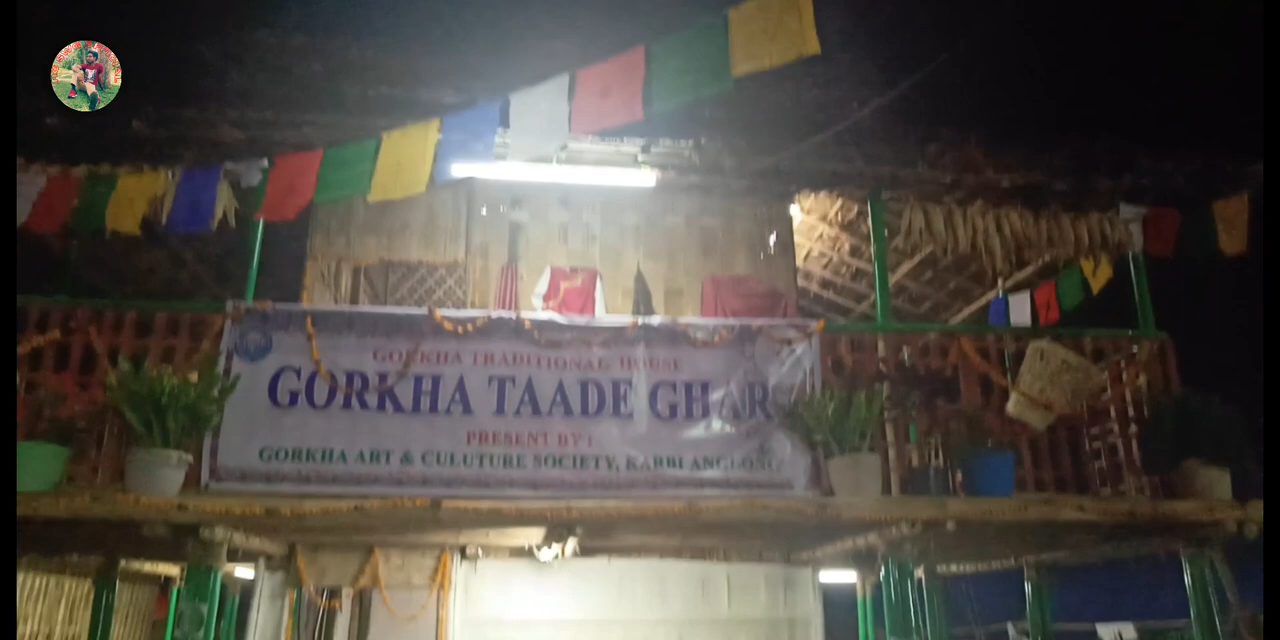 GORKHA TRADITIONAL HOUSE
GORKHA TAADE GHAR
PRESENT BY :
GORKHA ART & CULUTURE SOCIETY, KARBI ANGLONG